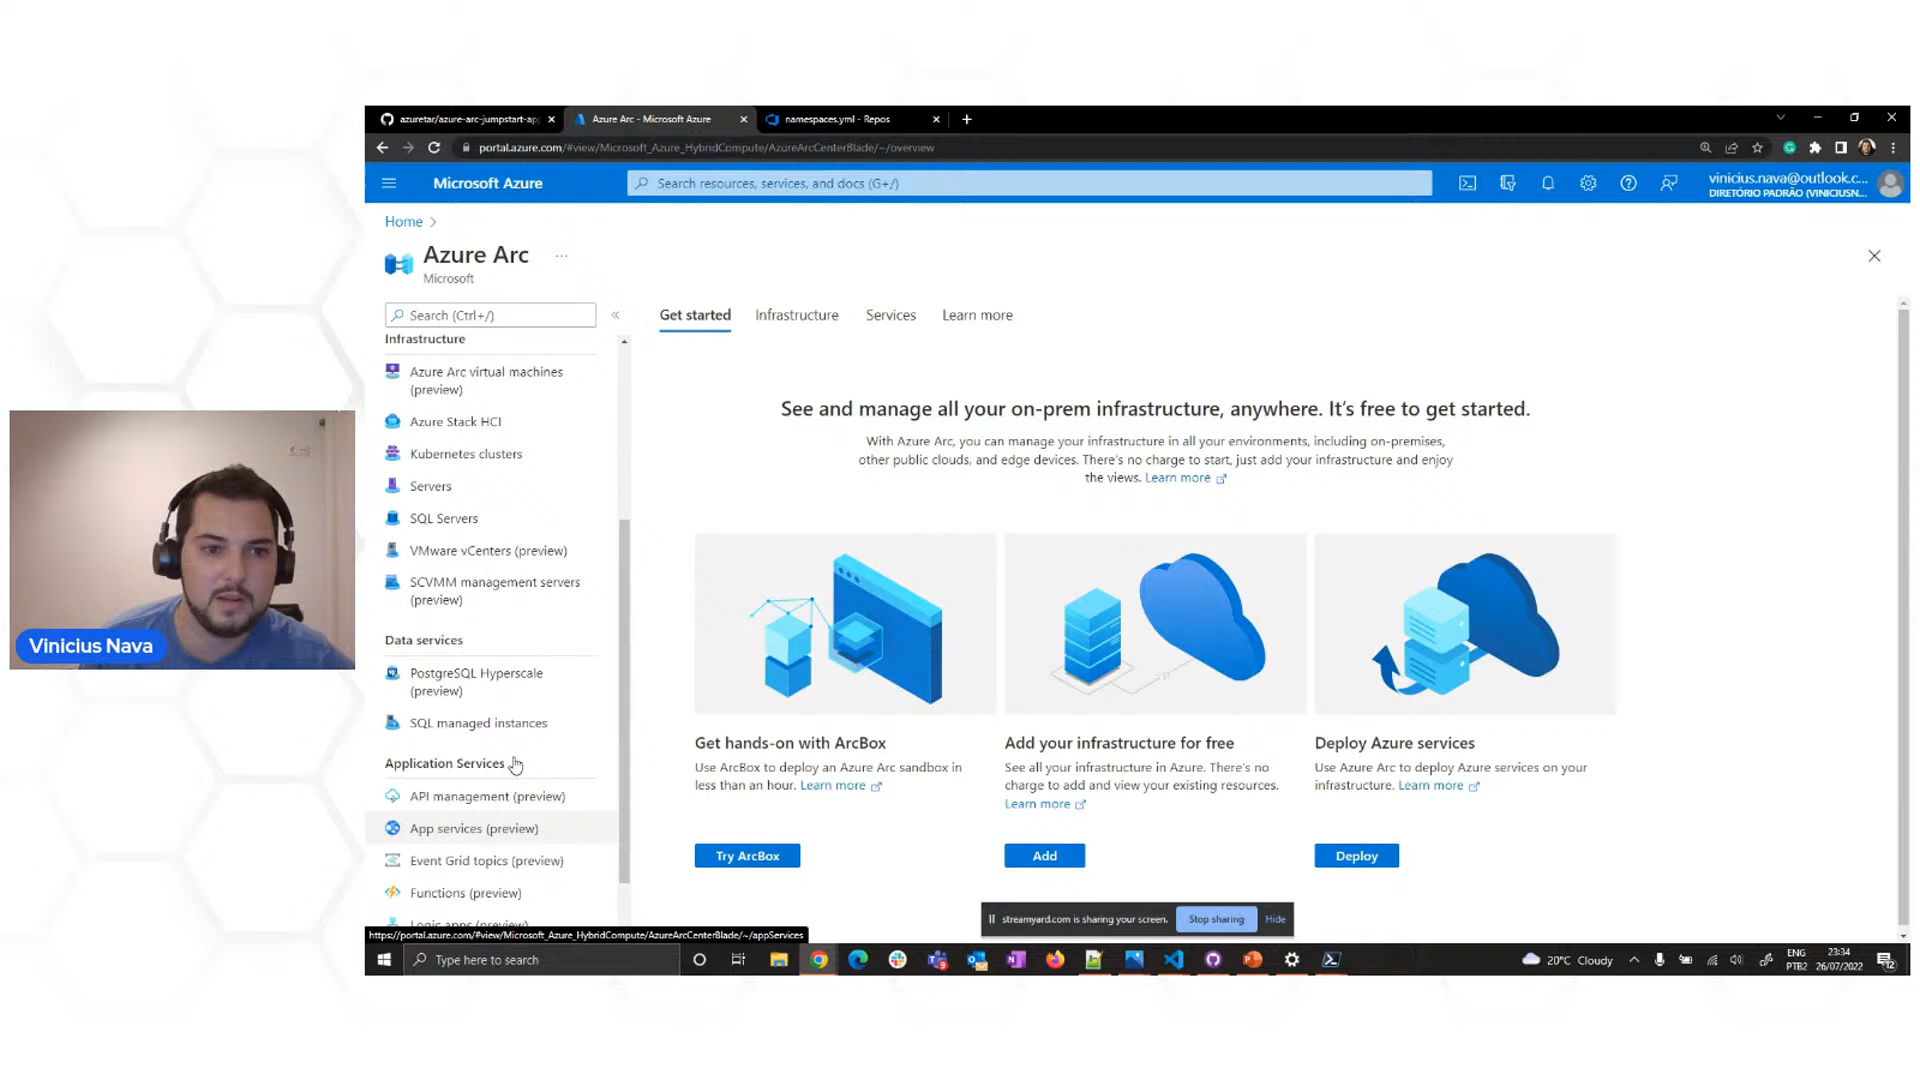 azuretar/azure-arc-jumpstart-ap
Azure Arc - Microsoft Azure
namespaces.yml - Repos
portal.azure.com/#view/Microsoft_Azure_HybridCompute/AzureArcCenterBlade/~/overview
Microsoft Azure
Search resources, services, and docs (G+/)
vinicius.nava@outlook.c...
DIRETÓRIO PADRÃO (VINICIUSN...
Home
Azure Arc
...
Microsoft
Search (Ctrl+/)
«
Get started
Infrastructure
Services
Learn more
Infrastructure
Azure Arc virtual machines
(preview)
Azure Stack HCI
Kubernetes clusters
Servers
SQL Servers
VMware vCenters (preview)
SCVMM management servers
(preview)
Data services
PostgreSQL Hyperscale
(preview)
SQL managed instances
Application Services
API management (preview)
App services (preview)
Event Grid topics (preview)
Functions (preview)
Logic apps (preview)
See and manage all your on-prem infrastructure, anywhere. It's free to get started.
With Azure Arc, you can manage your infrastructure in all your environments, including on-premises,
other public clouds, and edge devices. There's no charge to start, just add your infrastructure and enjoy
the views. Learn more
Get hands-on with ArcBox
Use ArcBox to deploy an Azure Arc sandbox in
less than an hour. Learn more
Try ArcBox
Add your infrastructure for free
See all your infrastructure in Azure. There's no
charge to add and view your existing resources.
Learn more
Add
Deploy Azure services
Use Azure Arc to deploy Azure services on your
infrastructure. Learn more
Deploy
Vinicius Nava
streamyard.com is sharing your screen.
Stop sharing
Hide
https://portal.azure.com/#view/Microsoft_Azure_HybridCompute/AzureArcCenterBlade/~/appServices
Type here to search
20°C Cloudy
ENG
PTB2
23:34
26/07/2022
12